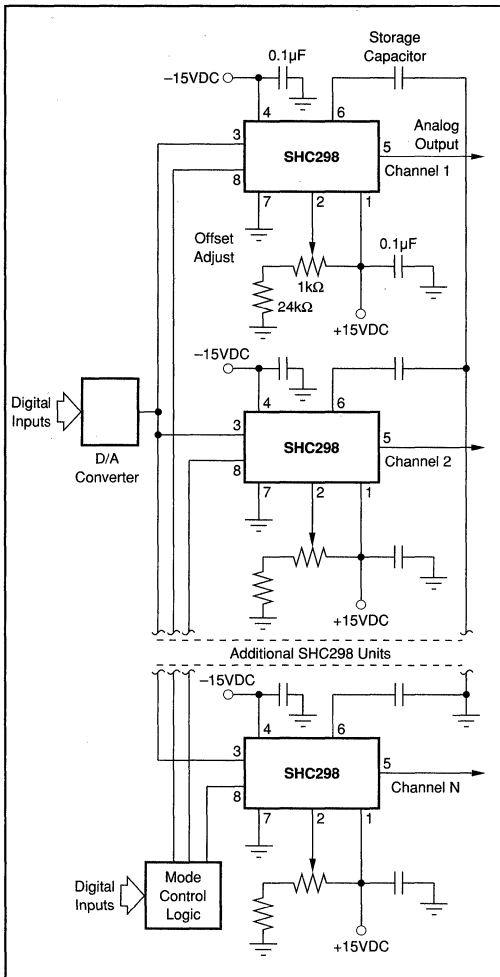 Storage
Capacitor
0.1µF
–15VDC
4
6
3
8
SHC298
5
Analog
Output
Channel 1
7
2
1
Offset
Adjust
1kΩ
24kΩ
0.1µF
+15VDC
–15VDC
4
6
Digital
Inputs
D/A
Converter
3
8
SHC298
5
Channel 2
7
2
1
+15VDC
Additional SHC298 Units
–15VDC
4
6
3
8
SHC298
5
Channel N
7
2
1
Digital
Inputs
Mode
Control
Logic
+15VDC